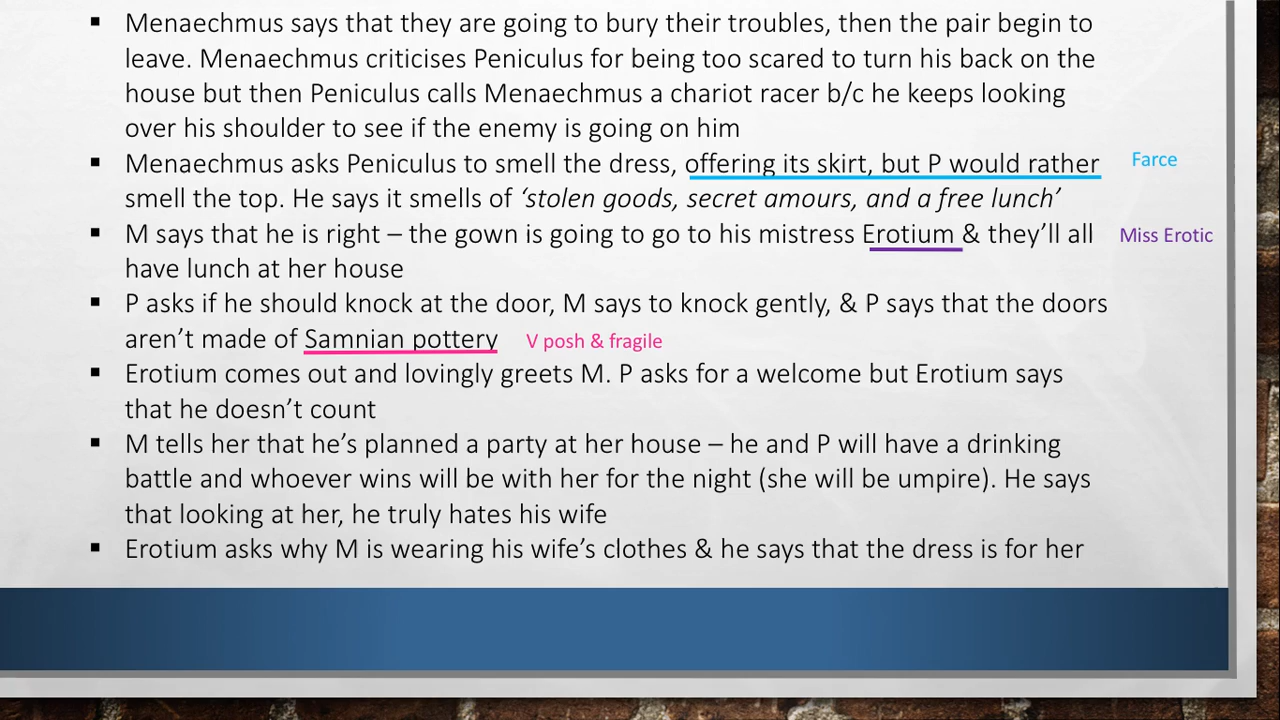 ▪ Menaechmus says that they are going to bury their troubles, then the pair begin to
leave. Menaechmus criticises Peniculus for being too scared to turn his back on the
house but then Peniculus calls Menaechmus a chariot racer b/c he keeps looking
over his shoulder to see if the enemy is going on him
▪ Menaechmus asks Peniculus to smell the dress, offering its skirt, but P would rather Farce
smell the top. He says it smells of ‘stolen goods, secret amours, and a free lunch’
▪ M says that he is right – the gown is going to go to his mistress Erotium & they’ll all Miss Erotic
have lunch at her house
▪ P asks if he should knock at the door, M says to knock gently, & P says that the doors
aren’t made of Samnian pottery V posh & fragile
▪ Erotium comes out and lovingly greets M. P asks for a welcome but Erotium says
that he doesn’t count
▪ M tells her that he’s planned a party at her house – he and P will have a drinking
battle and whoever wins will be with her for the night (she will be umpire). He says
that looking at her, he truly hates his wife
▪ Erotium asks why M is wearing his wife’s clothes & he says that the dress is for her